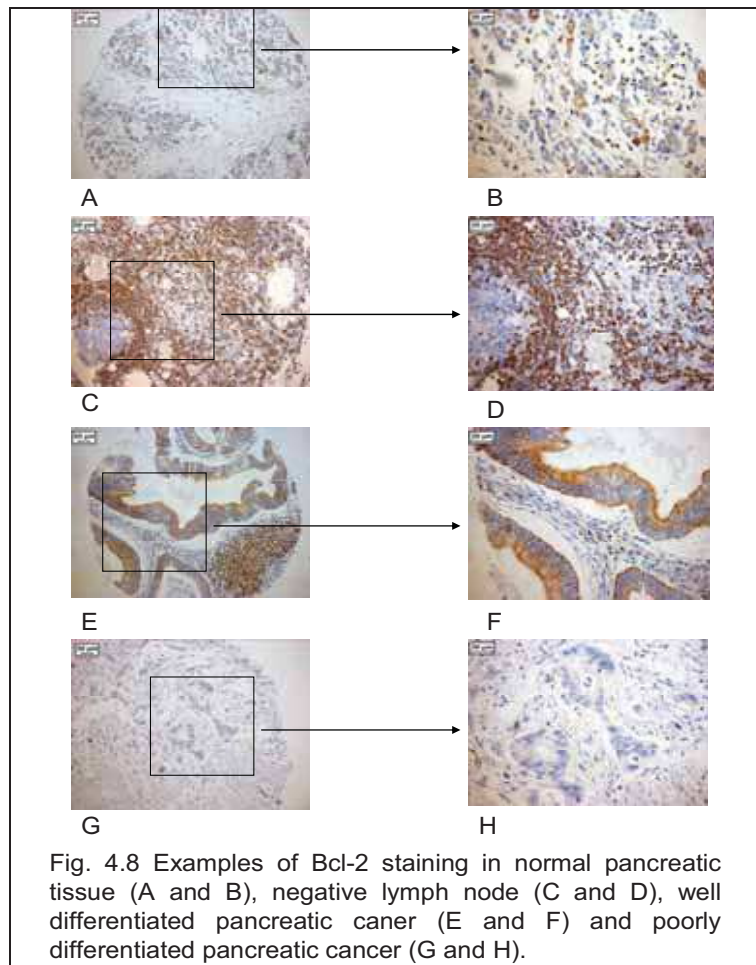 A
B
C
D
E
F
G
H
Fig. 4.8 Examples of Bcl-2 staining in normal pancreatic
tissue (A and B), negative lymph node (C and D), well
differentiated pancreatic caner (E and F) and poorly
differentiated pancreatic cancer (G and H).